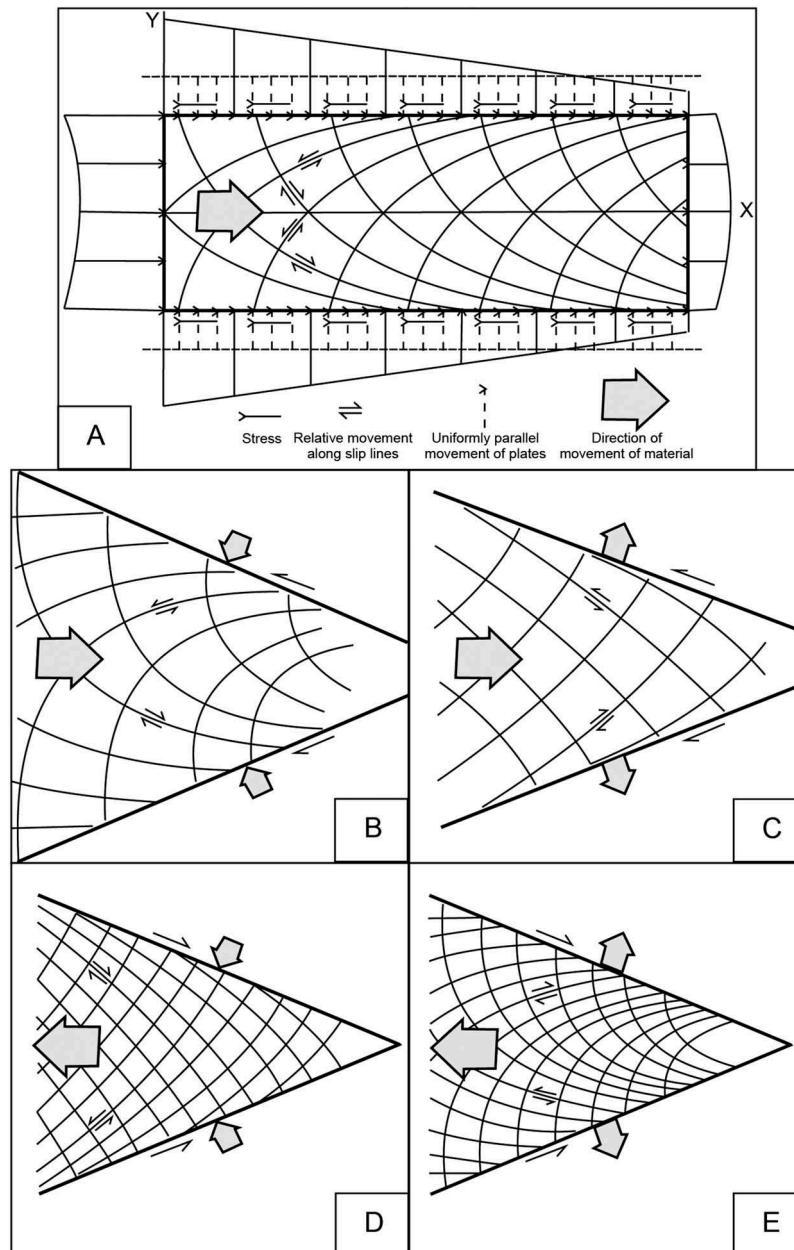 Y
X
A
Stress
Relative movement
along slip lines
Uniformly parallel
movement of plates
Direction of
movement of material
B
C
D
E